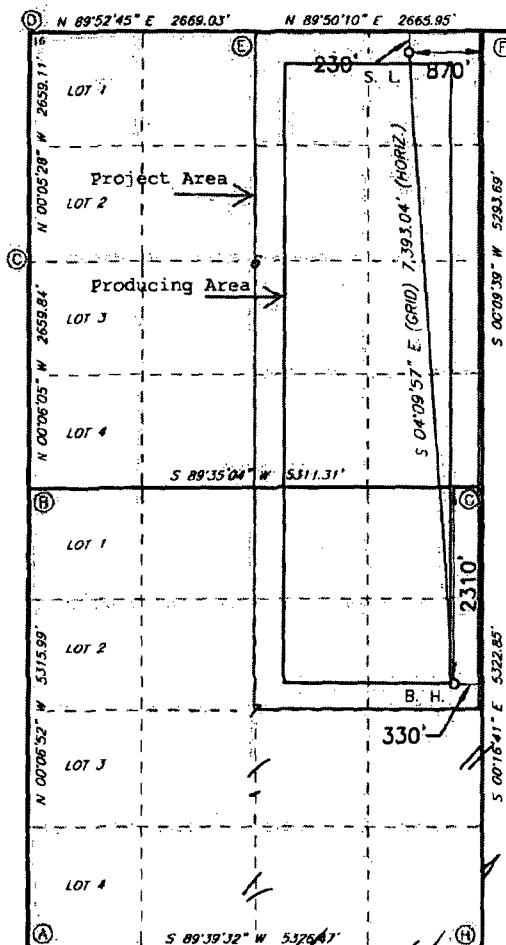 D N 89°52'45" E 2669.03' N 89°50'10" E 2665.95'
16 E F
LOT 1 230' 870'
S. L.
N 00°05'28" W 2659.11'
Project Area
LOT 2
C
Producing Area
LOT 3
N 00°06'05" W 2659.84'
LOT 4
S 04°09'57" E (GRID) 7,393.04' (HORIZ.)
S 00°09'39" W 5293.69'
S 89°35'04" W 5311.31'
B G
LOT 1
2310'
LOT 2
N 00°06'52" W 5315.99'
B. H.
330'
S 00°16'41" E 5322.85'
LOT 3
LOT 4
A S 89°39'32" W 5326.47' H